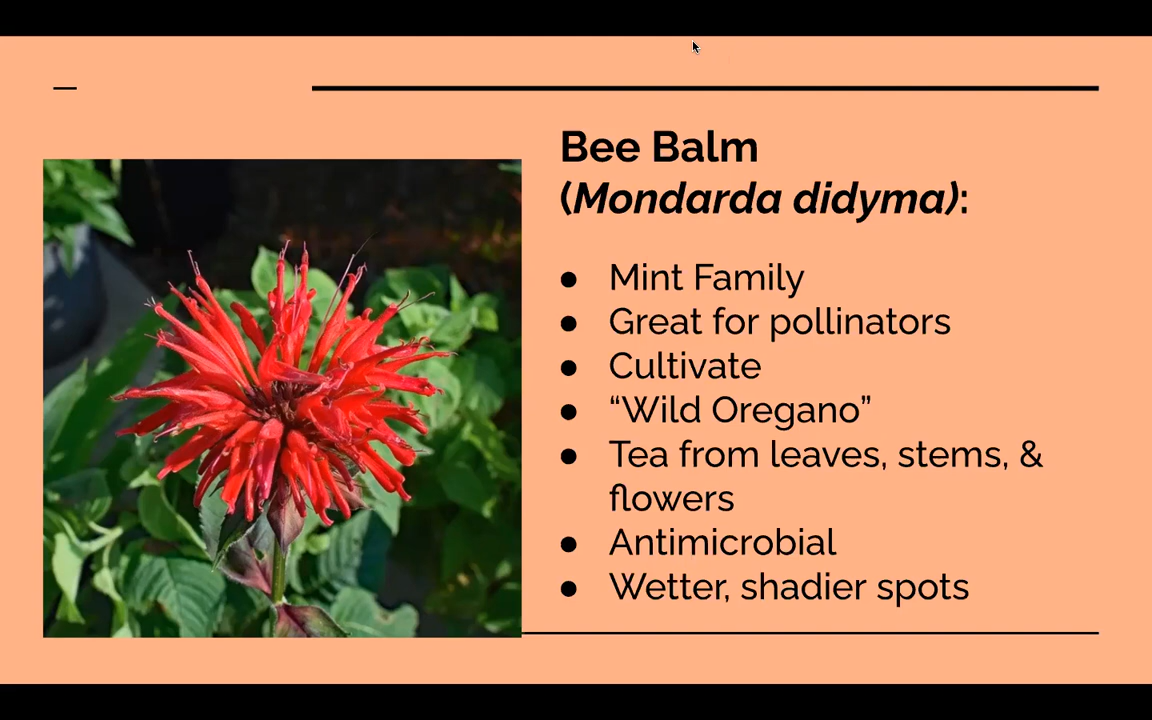 Bee Balm
(Mondarda didyma):
● Mint Family
● Great for pollinators
● Cultivate
● “Wild Oregano”
● Tea from leaves, stems, &
flowers
● Antimicrobial
● Wetter, shadier spots